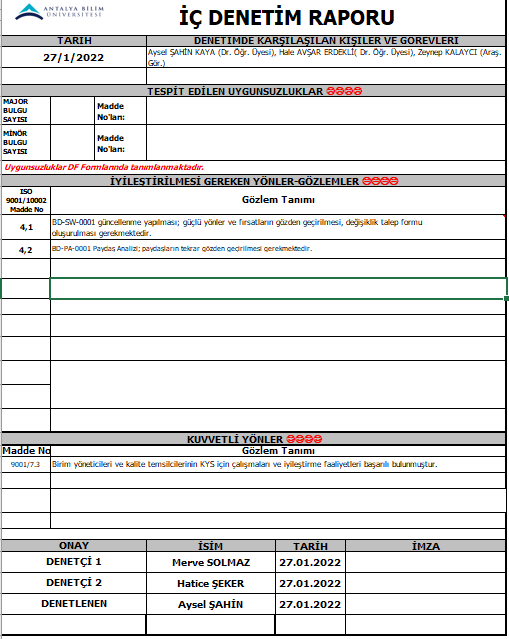 ANTALYA BİLİM
ÜNİVERSİTESİ
İÇ DENETİM RAPORU
TARİH
DENETİMDE KARŞILAŞILAN KİŞİLER VE GÖREVLERİ
27/1/2022
Aysel ŞAHİN KAYA (Dr. Öğr. Üyesi), Hale AVŞAR ERDEKLİ( Dr. Öğr. Üyesi), Zeynep KALAYCI (Araş.
Gör.)
TESPİT EDİLEN UYGUNSUZLUKLAR
MAJÖR
BULGU
SAYISI
Madde
No'lan:
MİNÖR
BULGU
SAYISI
Madde
No'lan:
Uygunsuzluklar DF Formlarında tanımlanmaktadır.
İYİLEŞTİRİLMESİ GEREKEN YÖNLER-GÖZLEMLER
ISO
9001/10002
Madde No
Gözlem Tanımı
4,1
BD-SW-0001 güncellenme yapılması; güçlü yönler ve fırsatların gözden geçirilmesi, değişiklik talep formu
oluşturulması gerekmektedir.
4,2
BD-PA-0001 Paydaş Analizi; paydaşların tekrar gözden geçirilmesi gerekmektedir.
KUVVETLİ YÖNLER
Madde No
Gözlem Tanımı
9001/7.3
Birim yöneticileri ve kalite temsilcilerinin KYS için çalışmaları ve iyileştirme faaliyetleri başarılı bulunmuştur.
ONAY
İSİM
TARİH
İMZA
DENETÇİ 1
Merve SOLMAZ
27.01.2022
DENETÇİ 2
Hatice ŞEKER
27.01.2022
DENETLENEN
Aysel ŞAHİN
27.01.2022